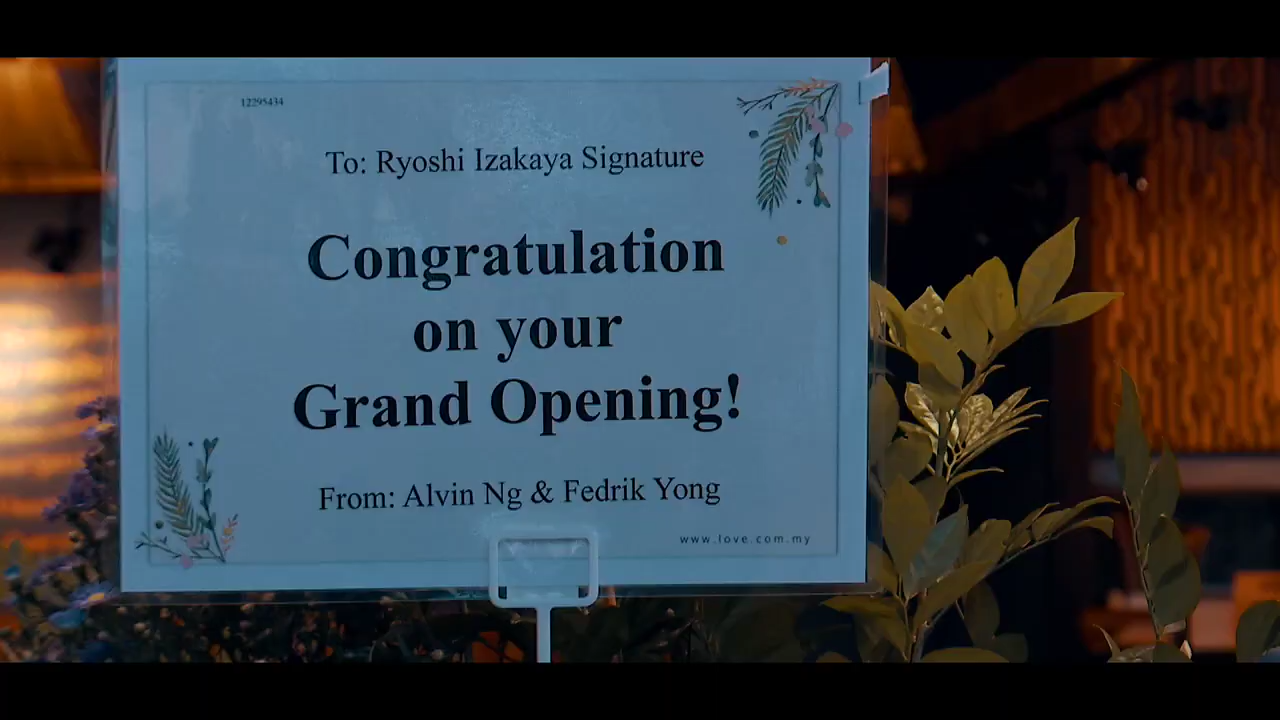 12295434
To: Ryoshi Izakaya Signature
Congratulation
on your
Grand Opening!
From: Alvin Ng & Fedrik Yong
www.love.com.my